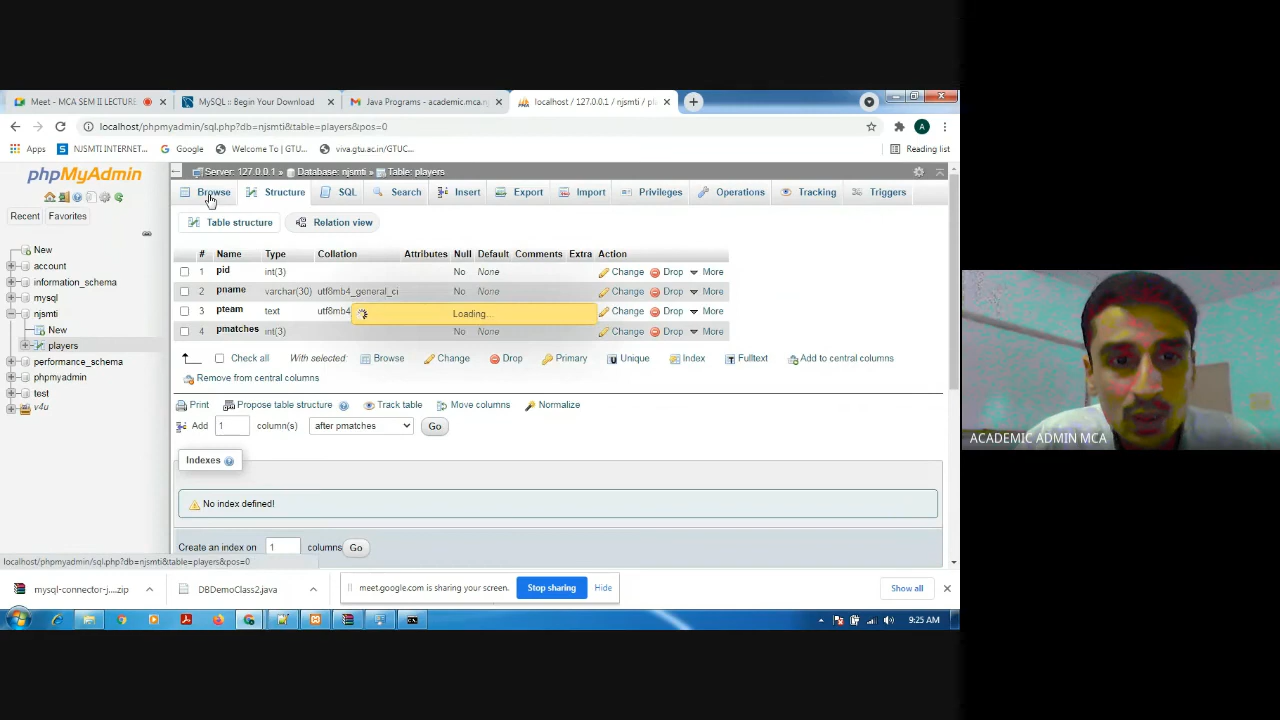 Meet - MCA SEM II LECTURE
MySQL :: Begin Your Download
Java Programs - academic.mca.n
localhost / 127.0.0.1 / njsmti / pl
localhost/phpmyadmin/sql.php?db=njsmti&table=players&pos=0
A
Apps
NJSMTI INTERNET...
Google
Welcome To | GTU...
viva.gtu.ac.in/GTUC...
Reading list
phpMyAdmin
Server: 127.0.0.1 » Database: njsmti » Table: players
Browse
Structure
SQL
Search
Insert
Export
Import
Privileges
Operations
Tracking
Triggers
Recent
Favorites
Table structure
Relation view
New
account
information_schema
mysql
njsmti
New
players
performance_schema
phpmyadmin
test
v4u
# Name Type Collation Attributes Null Default Comments Extra Action
1 pid int(3) No None Change Drop More
2 pname varchar(30) utf8mb4_general_ci No None Change Drop More
3 pteam text utf8mb4 Change Drop More
Loading...
4 pmatches int(3) No None Change Drop More
Check all With selected: Browse Change Drop Primary Unique Index Fulltext Add to central columns
Remove from central columns
Print Propose table structure Track table Move columns Normalize
Add 1 column(s) after pmatches Go
Indexes
No index defined!
Create an index on 1 columns Go
localhost/phpmyadmin/sql.php?db=njsmti&table=players&pos=0
mysql-connector-j....zip
DBDemoClass2.java
meet.google.com is sharing your screen.
Stop sharing
Hide
Show all
9:25 AM
ACADEMIC ADMIN MCA